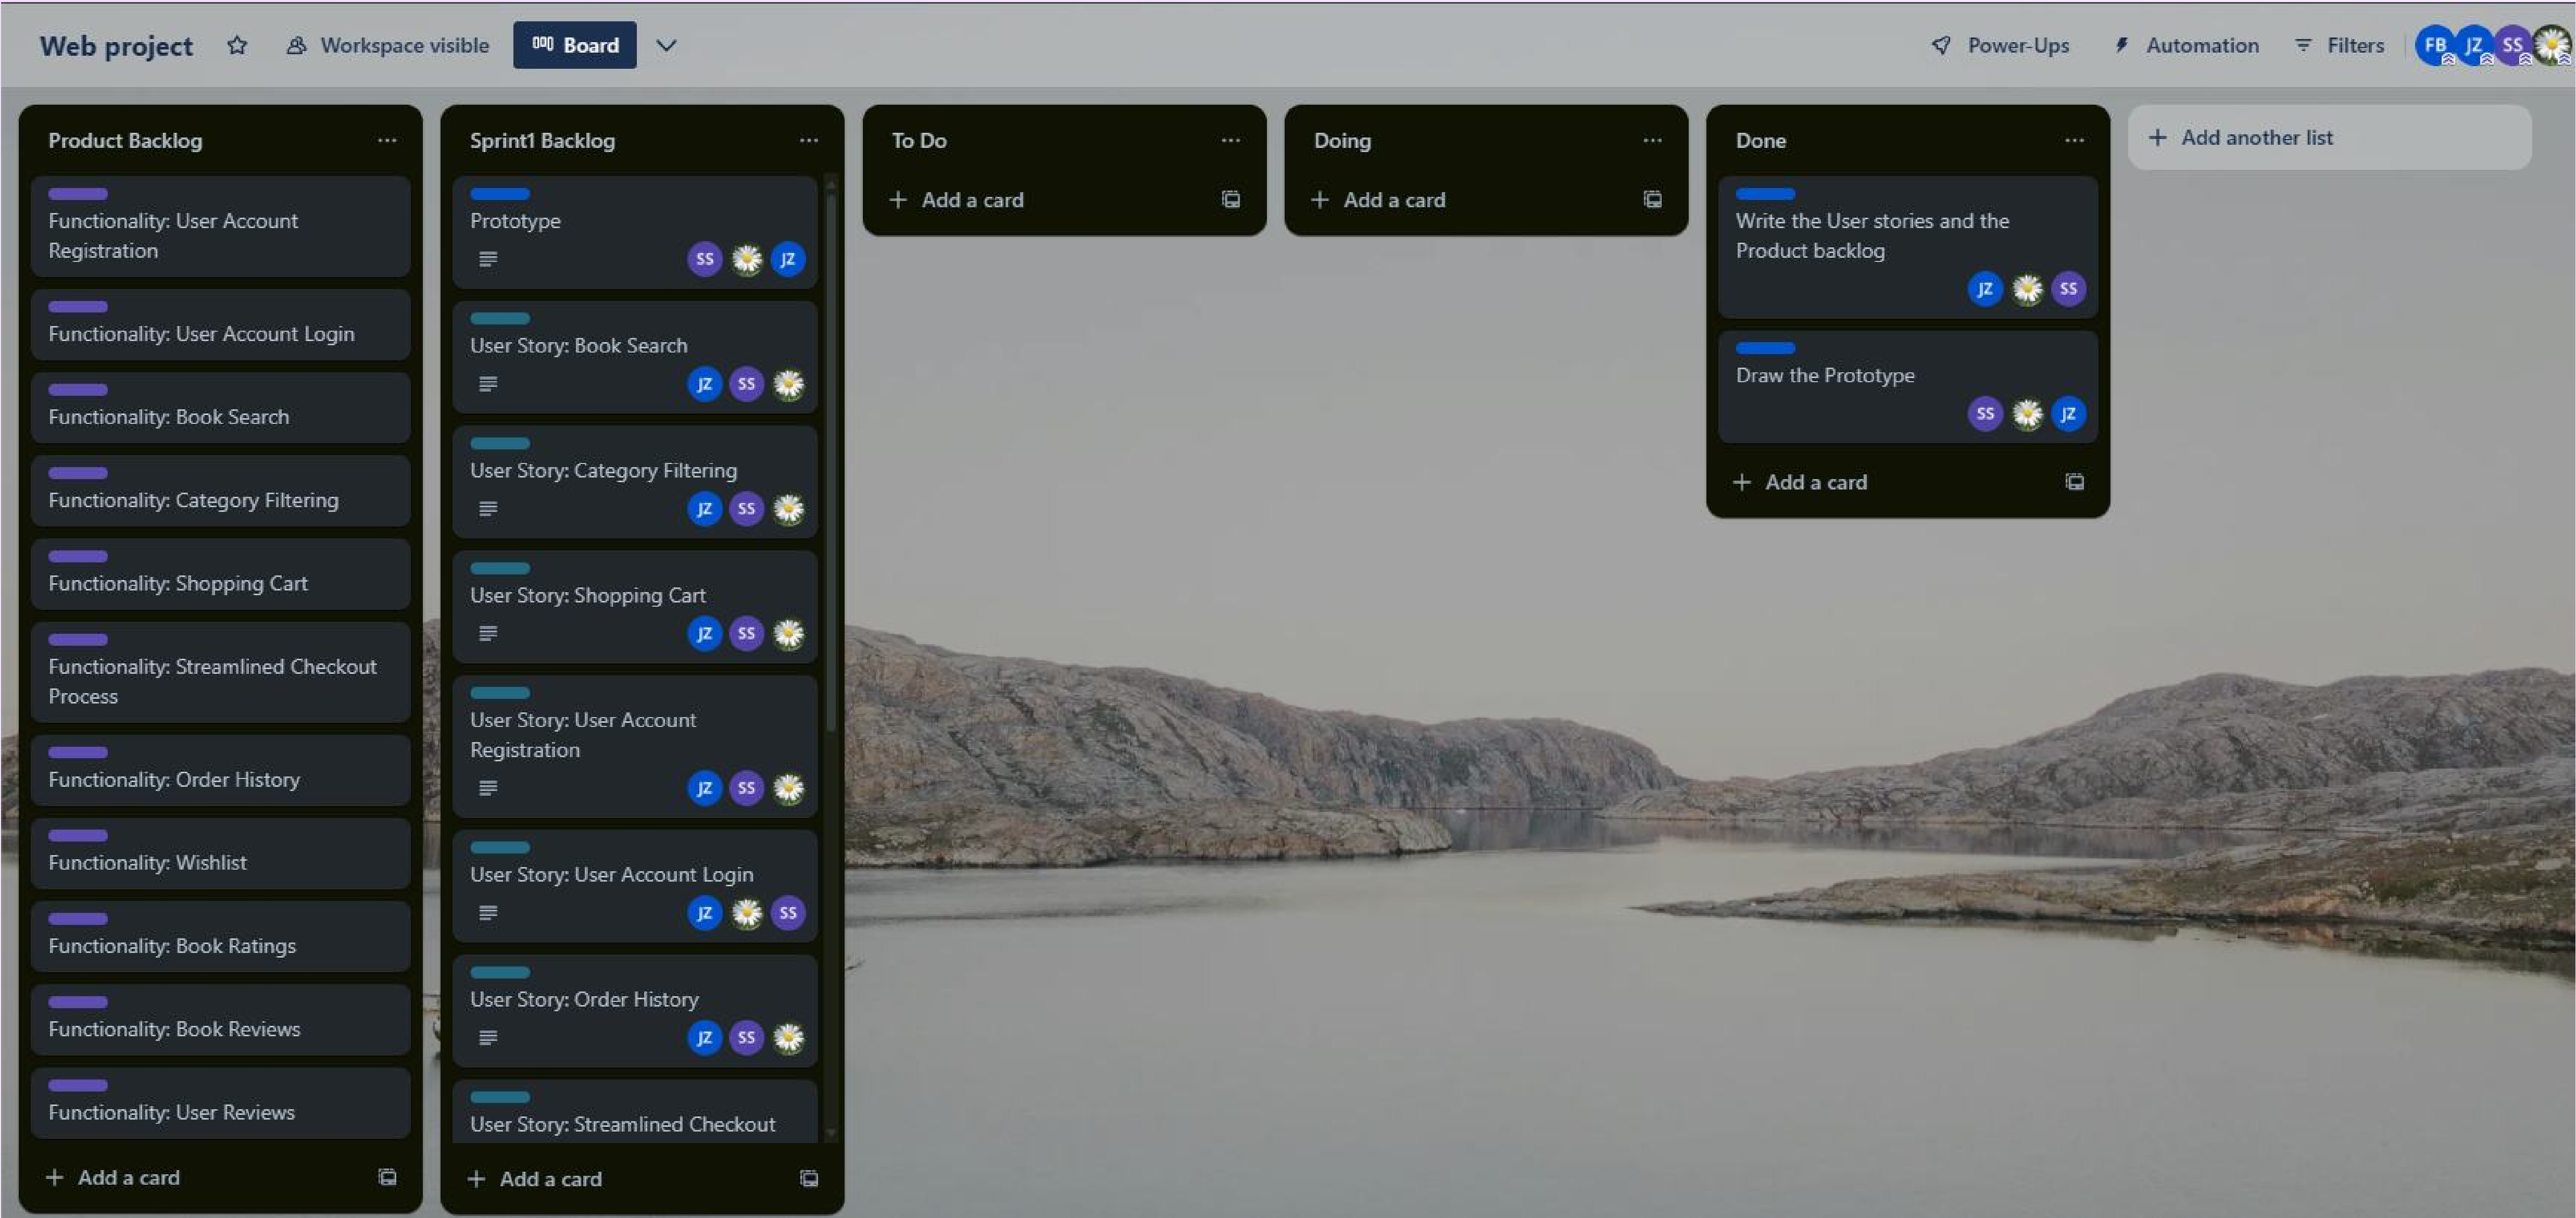 Web project
Workspace visible
Board
Power-Ups
Automation
Filters
FB
JZ
SS
Product Backlog
Functionality: User Account
Registration
Functionality: User Account Login
Functionality: Book Search
Functionality: Category Filtering
Functionality: Shopping Cart
Functionality: Streamlined Checkout
Process
Functionality: Order History
Functionality: Wishlist
Functionality: Book Ratings
Functionality: Book Reviews
Functionality: User Reviews
+ Add a card
Sprint1 Backlog
Prototype
SS
JZ
User Story: Book Search
JZ SS
User Story: Category Filtering
JZ SS
User Story: Shopping Cart
JZ SS
User Story: User Account
Registration
JZ SS
User Story: User Account Login
JZ
SS
User Story: Order History
JZ SS
User Story: Streamlined Checkout
+ Add a card
To Do
+ Add a card
Doing
+ Add a card
Done
Write the User stories and the
Product backlog
JZ
SS
Draw the Prototype
SS
JZ
+ Add a card
+ Add another list